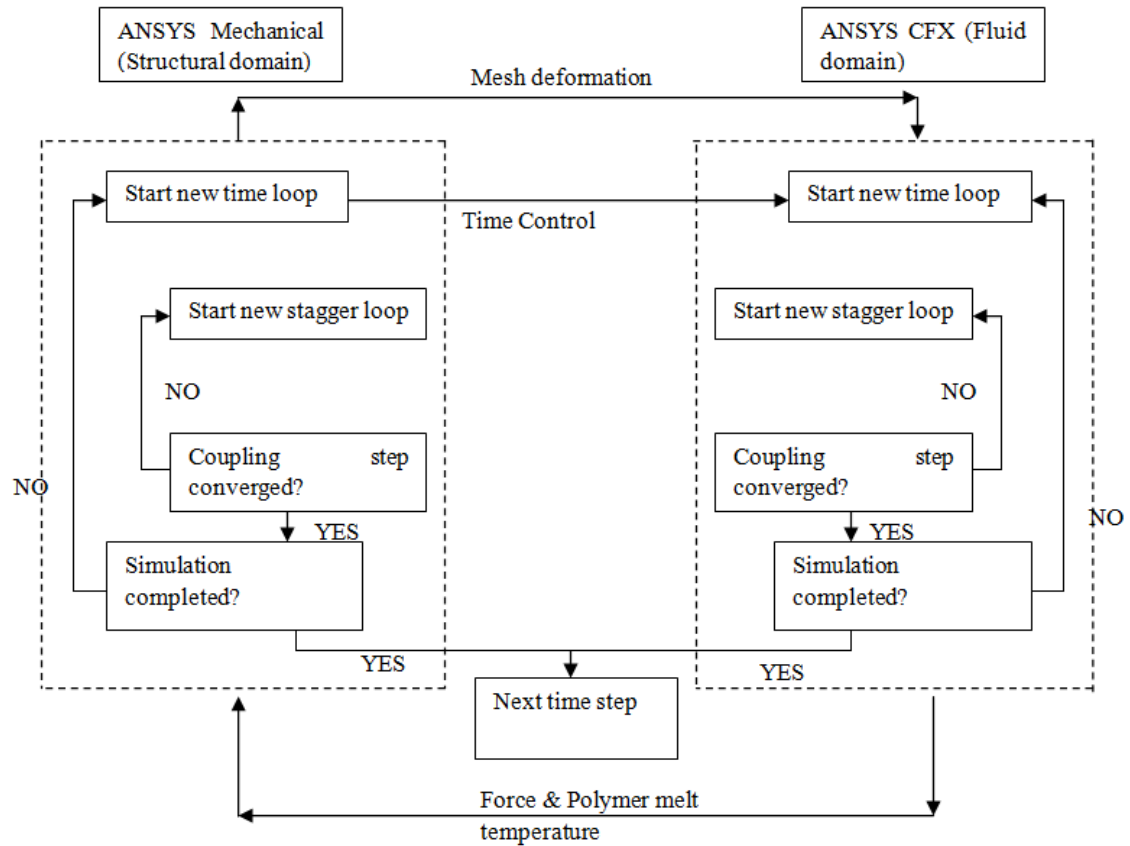 ANSYS Mechanical
(Structural domain)
ANSYS CFX (Fluid
domain)
Mesh deformation
Start new time loop
Start new time loop
Time Control
Start new stagger loop
Start new stagger loop
NO
NO
Coupling step
converged?
Coupling step
converged?
NO
NO
YES
YES
Simulation
completed?
Simulation
completed?
YES
YES
Next time step
Force & Polymer melt
temperature